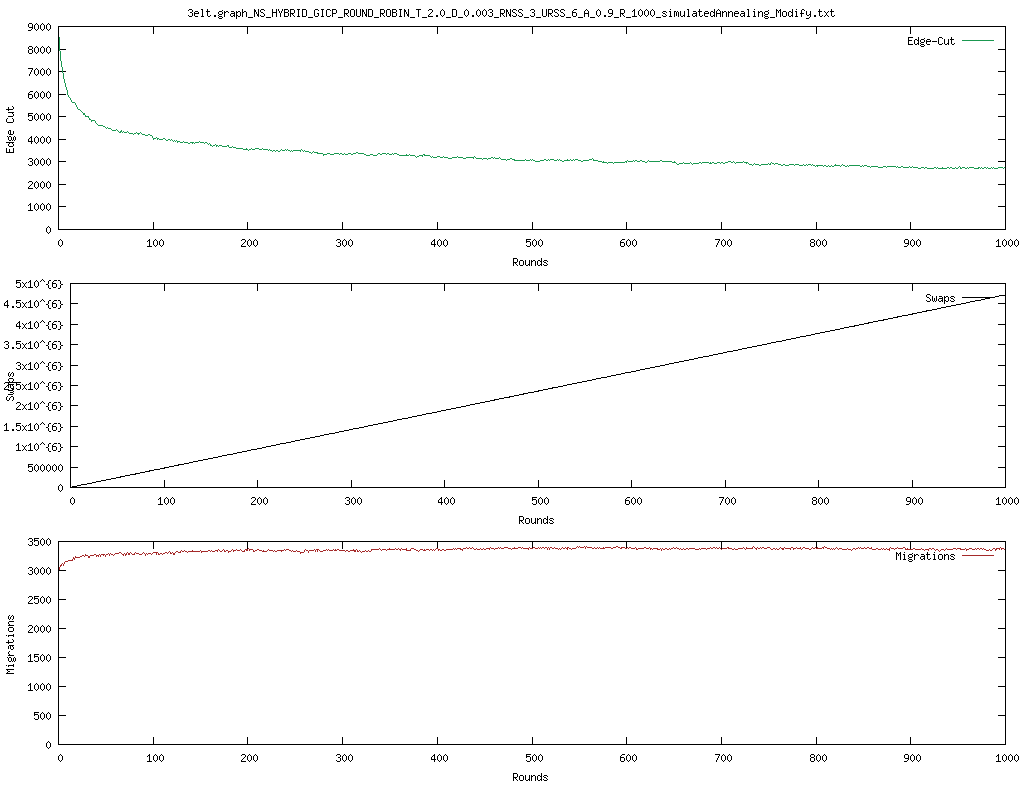 3elt.graph_NS_HYBRID_GICP_ROUND_ROBIN_T_2.0_D_0.003_RNSS_3_URSS_6_A_0.9_R_1000_simulatedAnnealing_Modify.txt
9000
8000
7000
6000
5000
4000
3000
2000
1000
0
Edge Cut
Edge-Cut
0 100 200 300 400 500 600 700 800 900 1000
Rounds
5x10^{6}
4.5x10^{6}
4x10^{6}
3.5x10^{6}
3x10^{6}
2.5x10^{6}
2x10^{6}
1.5x10^{6}
1x10^{6}
500000
0
Swaps
Swaps
0 100 200 300 400 500 600 700 800 900 1000
Rounds
3500
3000
2500
2000
1500
1000
500
0
Migrations
Migrations
0 100 200 300 400 500 600 700 800 900 1000
Rounds